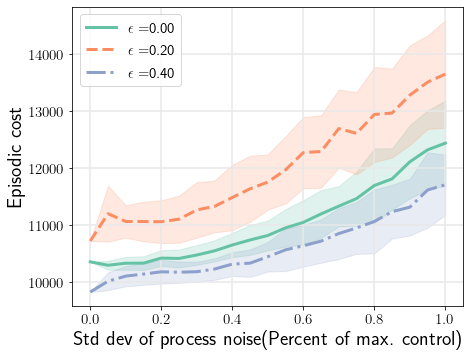 ϵ =0.00
ϵ =0.20
ϵ =0.40
Episodic cost
14000
13000
12000
11000
10000
0.0 0.2 0.4 0.6 0.8 1.0
Std dev of process noise(Percent of max. control)